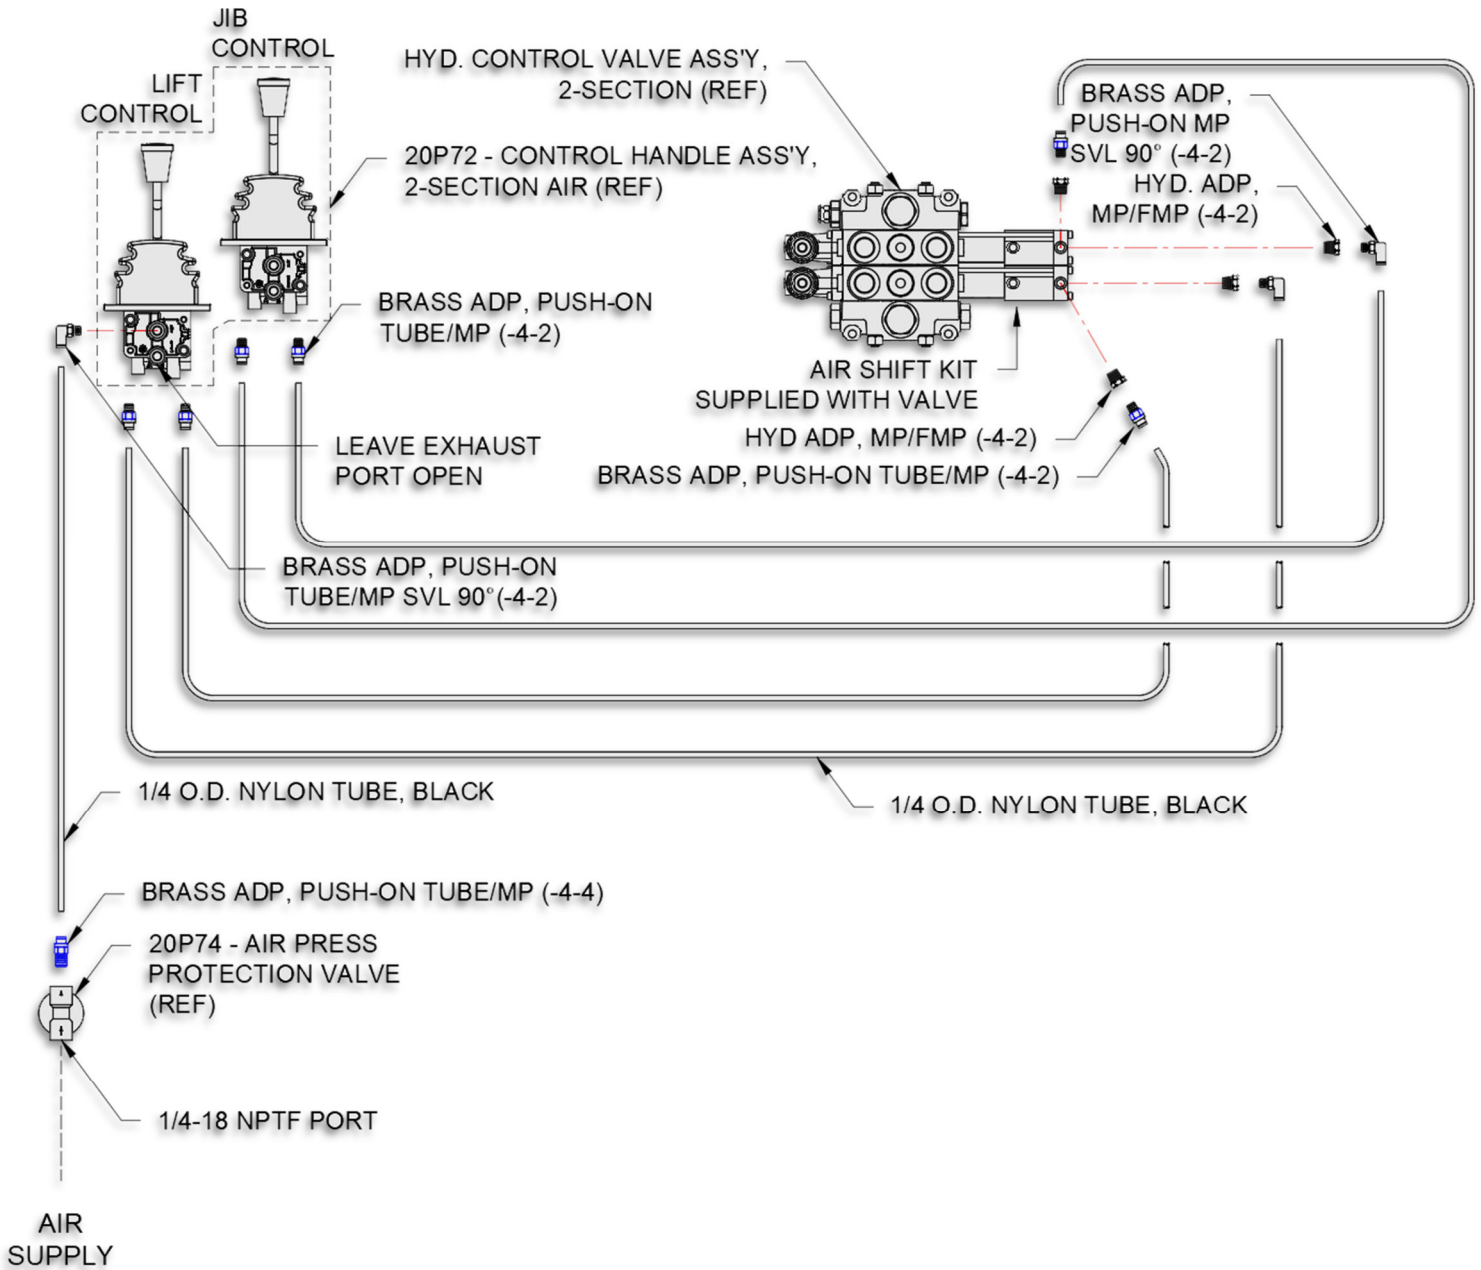 JIB
CONTROL
LIFT
CONTROL
HYD. CONTROL VALVE ASS'Y,
2-SECTION (REF)
BRASS ADP,
PUSH-ON MP
SVL 90° (-4-2)
HYD. ADP,
MP/FMP (-4-2)
20P72 - CONTROL HANDLE ASS'Y,
2-SECTION AIR (REF)
BRASS ADP, PUSH-ON
TUBE/MP (-4-2)
AIR SHIFT KIT
SUPPLIED WITH VALVE
HYD ADP, MP/FMP (-4-2)
BRASS ADP, PUSH-ON TUBE/MP (-4-2)
LEAVE EXHAUST
PORT OPEN
BRASS ADP, PUSH-ON
TUBE/MP SVL 90°(-4-2)
1/4 O.D. NYLON TUBE, BLACK
1/4 O.D. NYLON TUBE, BLACK
BRASS ADP, PUSH-ON TUBE/MP (-4-4)
20P74 - AIR PRESS
PROTECTION VALVE
(REF)
1/4-18 NPTF PORT
AIR
SUPPLY